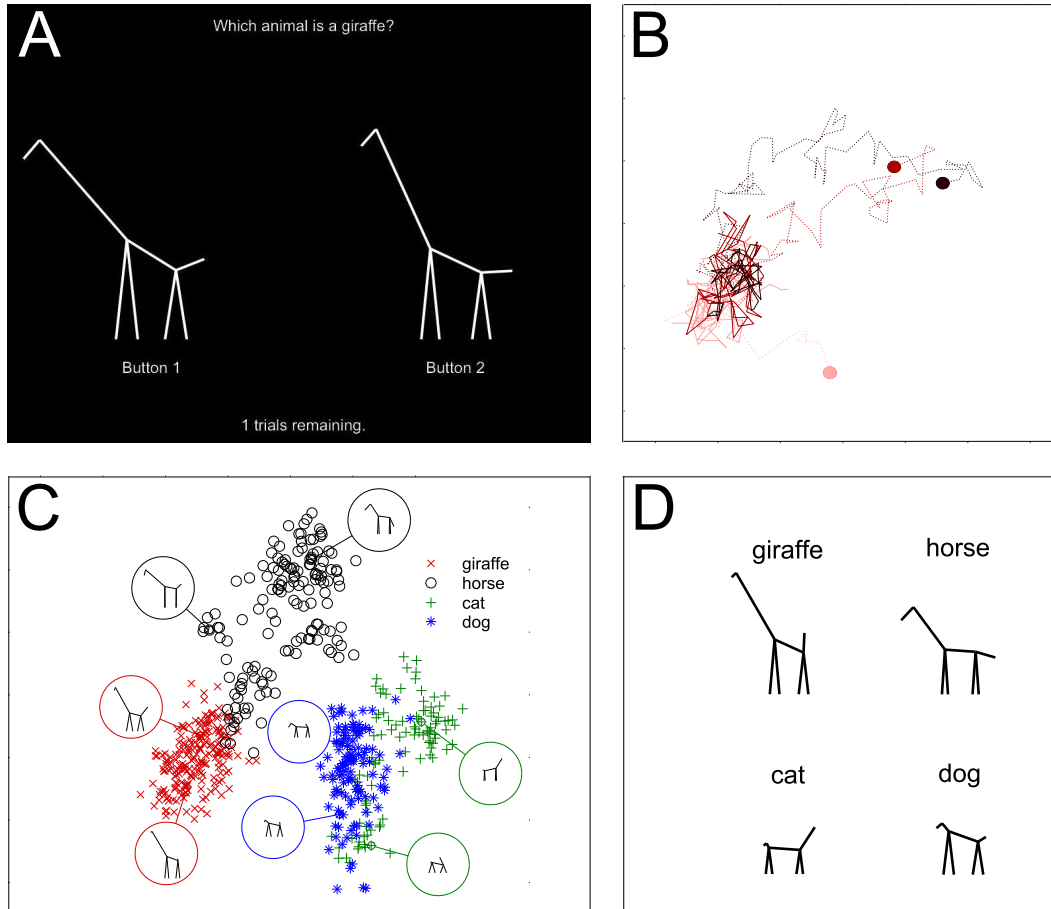 A
Which animal is a giraffe?
Button 1
Button 2
1 trials remaining.
B
C
giraffe
horse
cat
dog
D
giraffe
horse
cat
dog